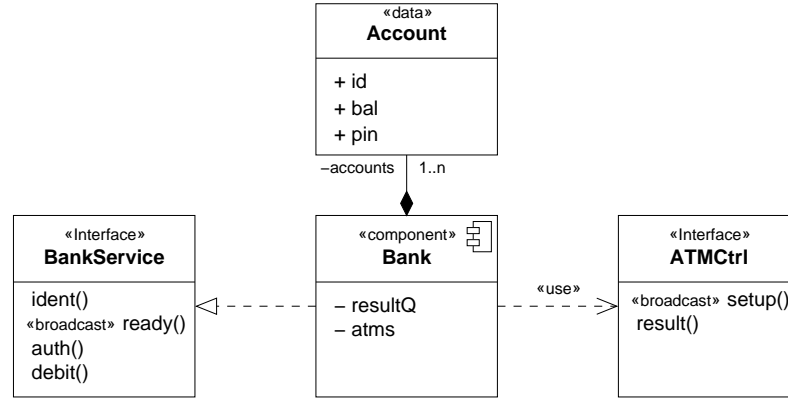 «data»
Account
+ id
+ bal
+ pin
−accounts 1..n
«Interface»
BankService
ident()
«broadcast» ready()
auth()
debit()
«component»
Bank
− resultQ
− atms
«use»
«Interface»
ATMCtrl
«broadcast» setup()
result()